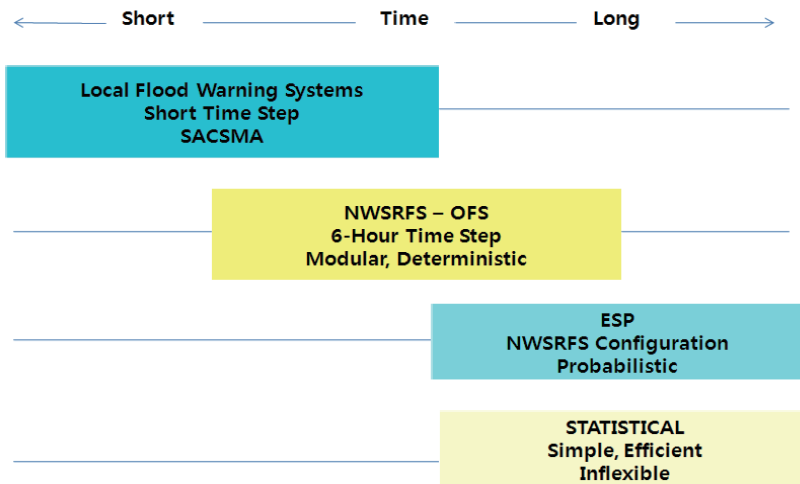 Short Time Long
Local Flood Warning Systems
Short Time Step
SACSMA
NWSRFS – OFS
6-Hour Time Step
Modular, Deterministic
ESP
NWSRFS Configuration
Probabilistic
STATISTICAL
Simple, Efficient
Inflexible